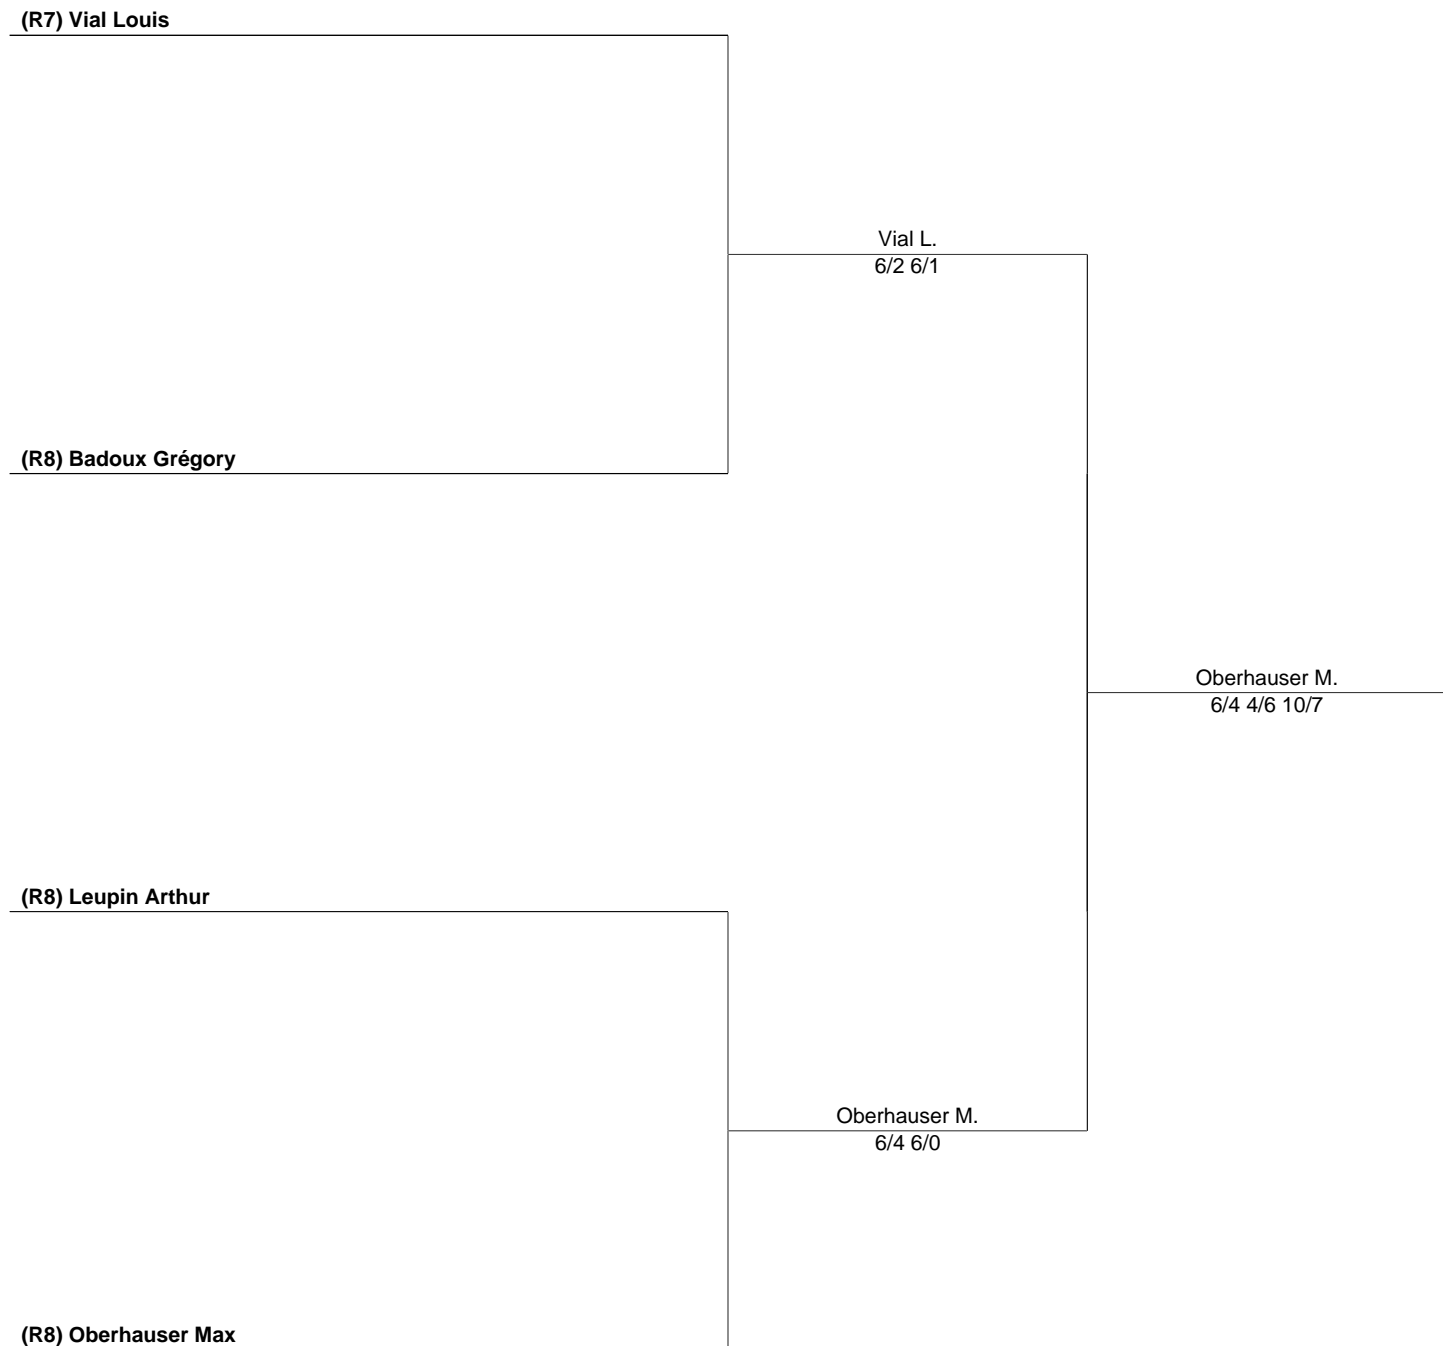 (R7) Vial Louis
Vial L.
6/2 6/1
(R8) Badoux Grégory
Oberhauser M.
6/4 4/6 10/7
(R8) Leupin Arthur
Oberhauser M.
6/4 6/0
(R8) Oberhauser Max